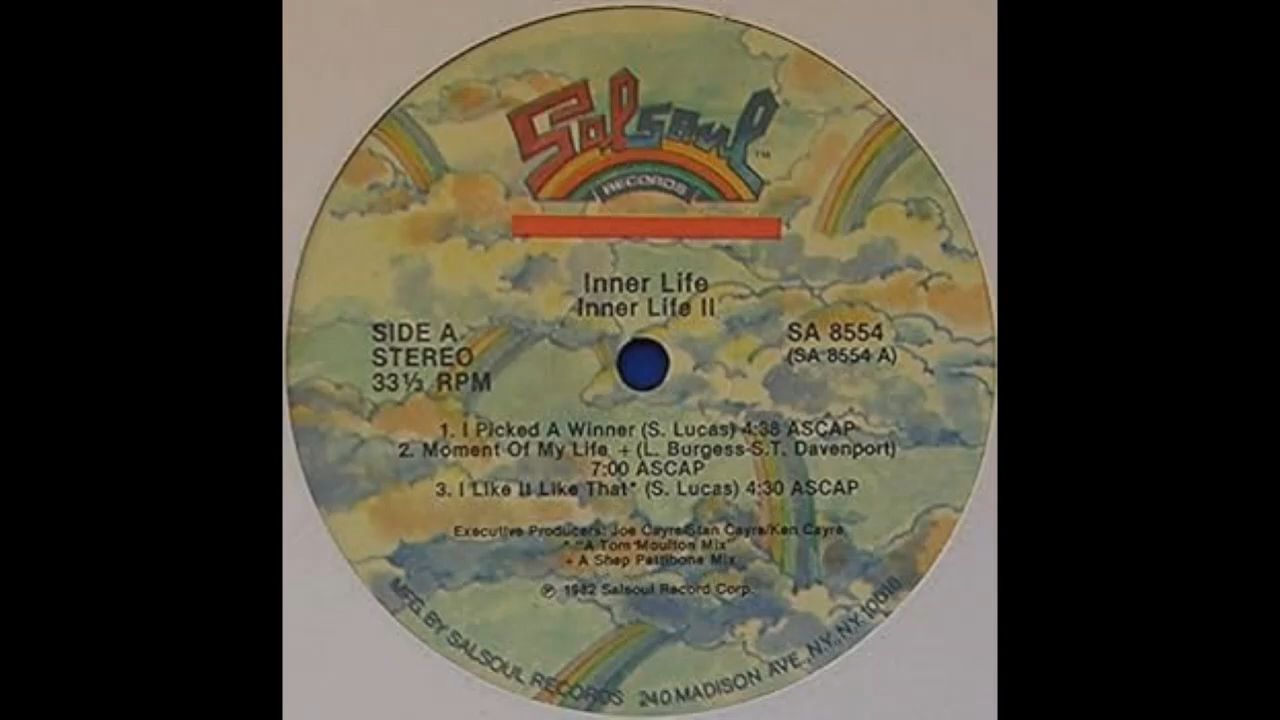 Salsoul TM
RECORDS
Inner Life
Inner Life II
SIDE A
STEREO
33⅓ RPM
SA 8554
(SA 8554 A)
1. I Picked A Winner (S. Lucas) 4:38 ASCAP
2. Moment Of My Life + (L. Burgess-S.T. Davenport)
7:00 ASCAP
3. I Like It Like That* (S. Lucas) 4:30 ASCAP
Executive Producers: Joe Cayre/Stan Cayre/Ken Cayre
* "A Tom Moulton Mix"
+ A Shep Pettibone Mix
℗ 1982 Salsoul Record Corp.
MFG. BY SALSOUL RECORDS 240 MADISON AVE., N.Y., N.Y. 10016